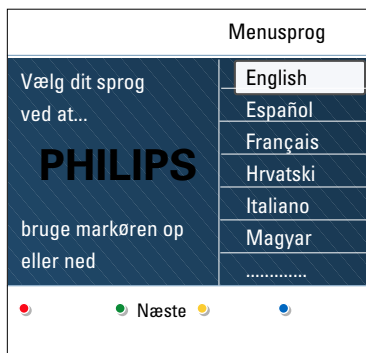 Menusprog
Vælg dit sprog
ved at...
PHILIPS
bruge markøren op
eller ned
English
Español
Français
Hrvatski
Italiano
Magyar
.............
Næste